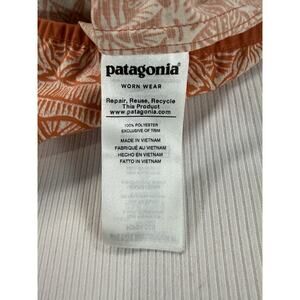 patagonia®
WORN WEAR
Repair, Reuse, Recycle
This Product
www.patagonia.com
100% POLYESTER
EXCLUSIVE OF TRIM
MADE IN VIETNAM
FABRIQUÉ AU VIETNAM
HECHO EN VIETNAM
FATTO IN VIETNAM